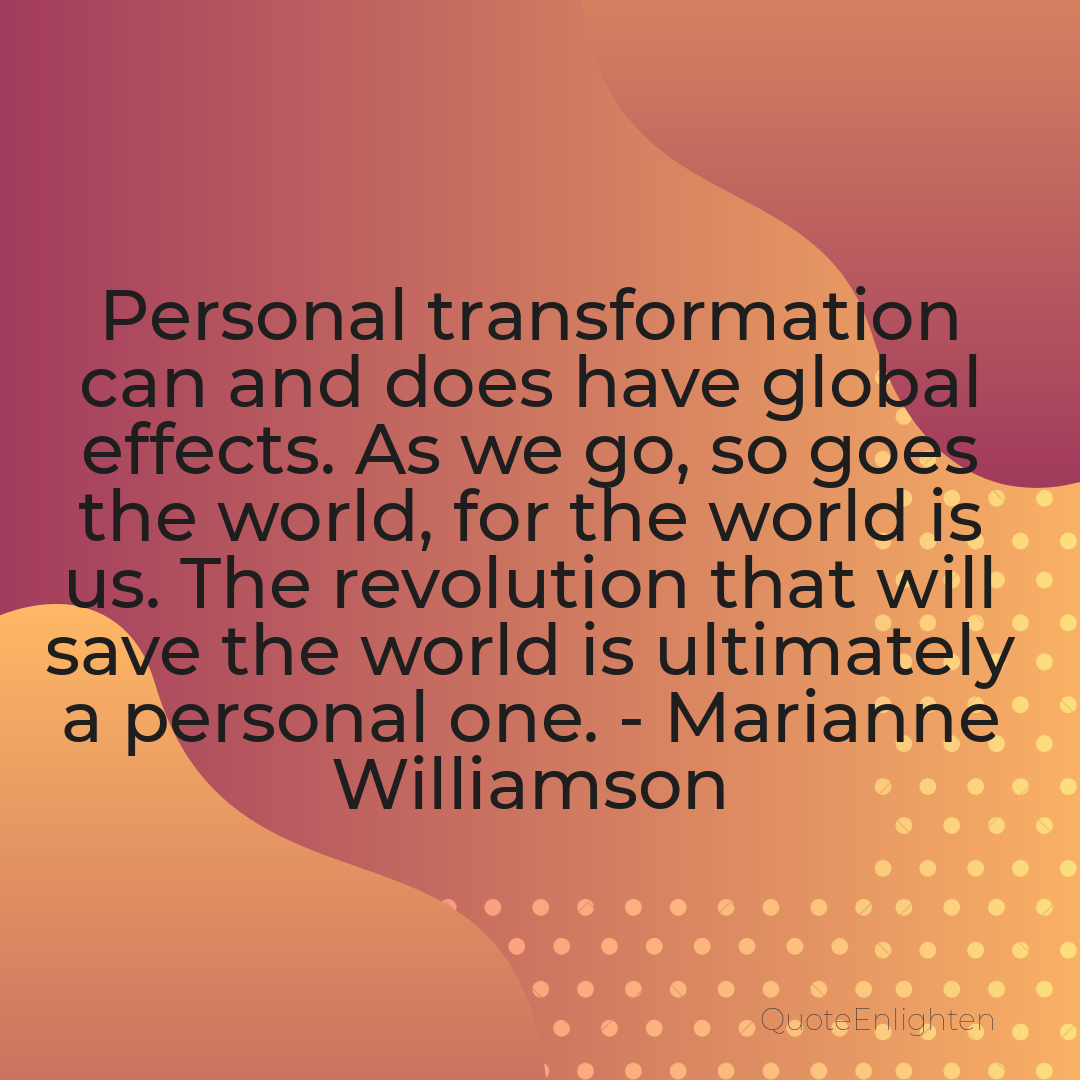 Personal transformation
can and does have global
effects. As we go, so goes
the world, for the world is
us. The revolution that will
save the world is ultimately
a personal one. - Marianne
Williamson
QuoteEnlighten